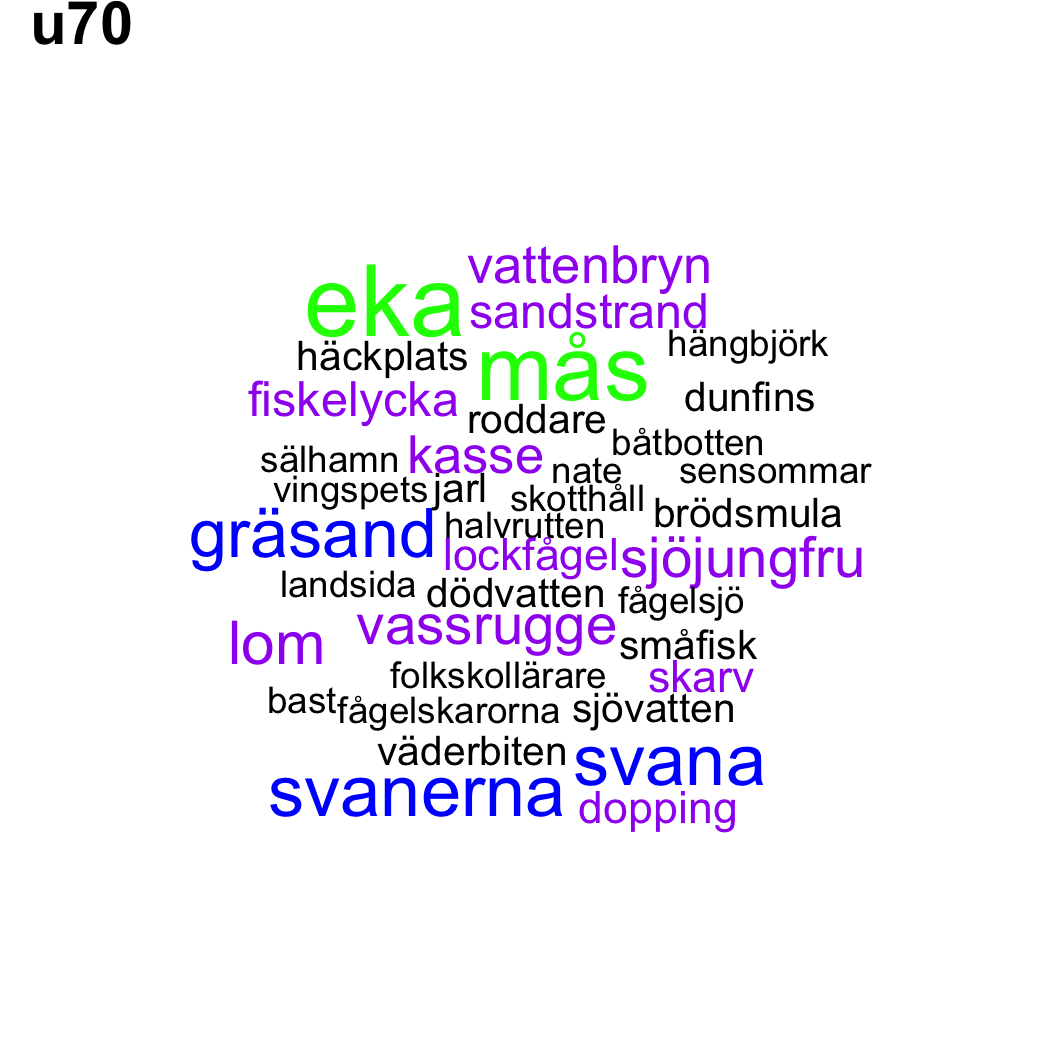 u70
vattenbryn
eka
sandstrand
hängbjörk
häckplats
mås
fiskelycka
dunfins
roddare
båtbotten
sälhamn
kasse
nate
sensommar
vingspets
jarl
skotthåll
brödsmula
gräsand
halvrutten
lockfågel
sjöjungfru
landsida
dödvatten
fågelsjö
vassrugge
lom
småfisk
folkskollärare
skarv
bast
fågelskarorna
sjövatten
väderbiten
svana
svanerna
dopping